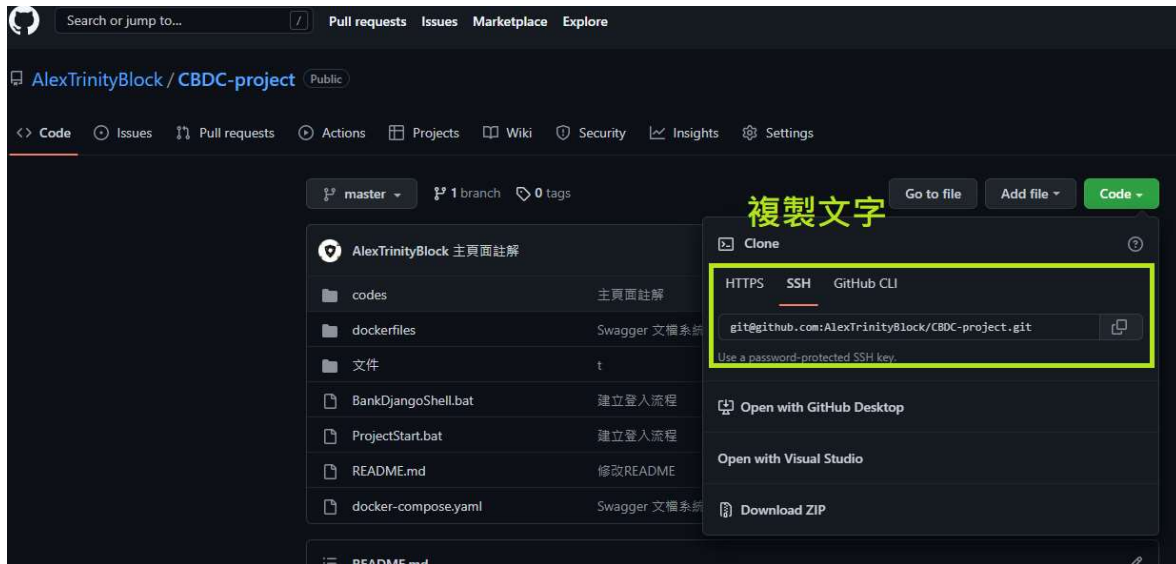 Search or jump to... / Pull requests Issues Marketplace Explore
AlexTrinityBlock / CBDC-project Public
Code Issues Pull requests Actions Projects Wiki Security Insights Settings
master 1 branch 0 tags Go to file Add file Code
複製文字
AlexTrinityBlock 主頁面註解
codes 主頁面註解
dockerfiles Swagger 文檔系統
文件 t
BankDjangoShell.bat 建立登入流程
ProjectStart.bat 建立登入流程
README.md 修改README
docker-compose.yaml Swagger 文檔系統
README.md
Clone
HTTPS SSH GitHub CLI
git@github.com:AlexTrinityBlock/CBDC-project.git
Use a password-protected SSH key.
Open with GitHub Desktop
Open with Visual Studio
Download ZIP